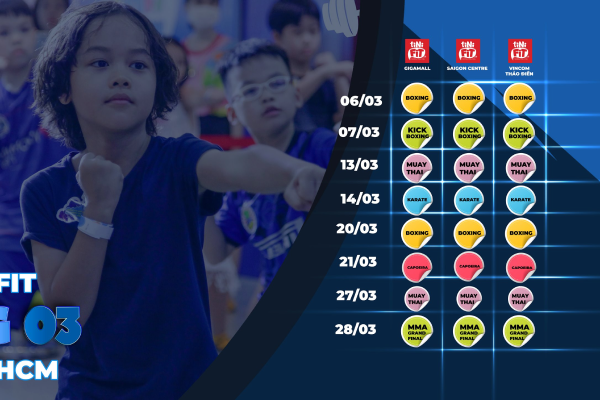 TiNi
FiT
GIGAMALL
TiNi
FiT
SAIGON CENTRE
TiNi
FiT
VINCOM
THẢO ĐIỀN
06/03 BOXING BOXING BOXING
07/03 KICK BOXING KICK BOXING KICK BOXING
13/03 MUAY THAI MUAY THAI MUAY THAI
14/03 KARATE KARATE KARATE
20/03 BOXING BOXING BOXING
21/03 CAPOEIRA CAPOEIRA CAPOEIRA
27/03 MUAY THAI MUAY THAI MUAY THAI
28/03 MMA GRAND FINAL MMA GRAND FINAL MMA GRAND FINAL
FIT
G 03
HCM